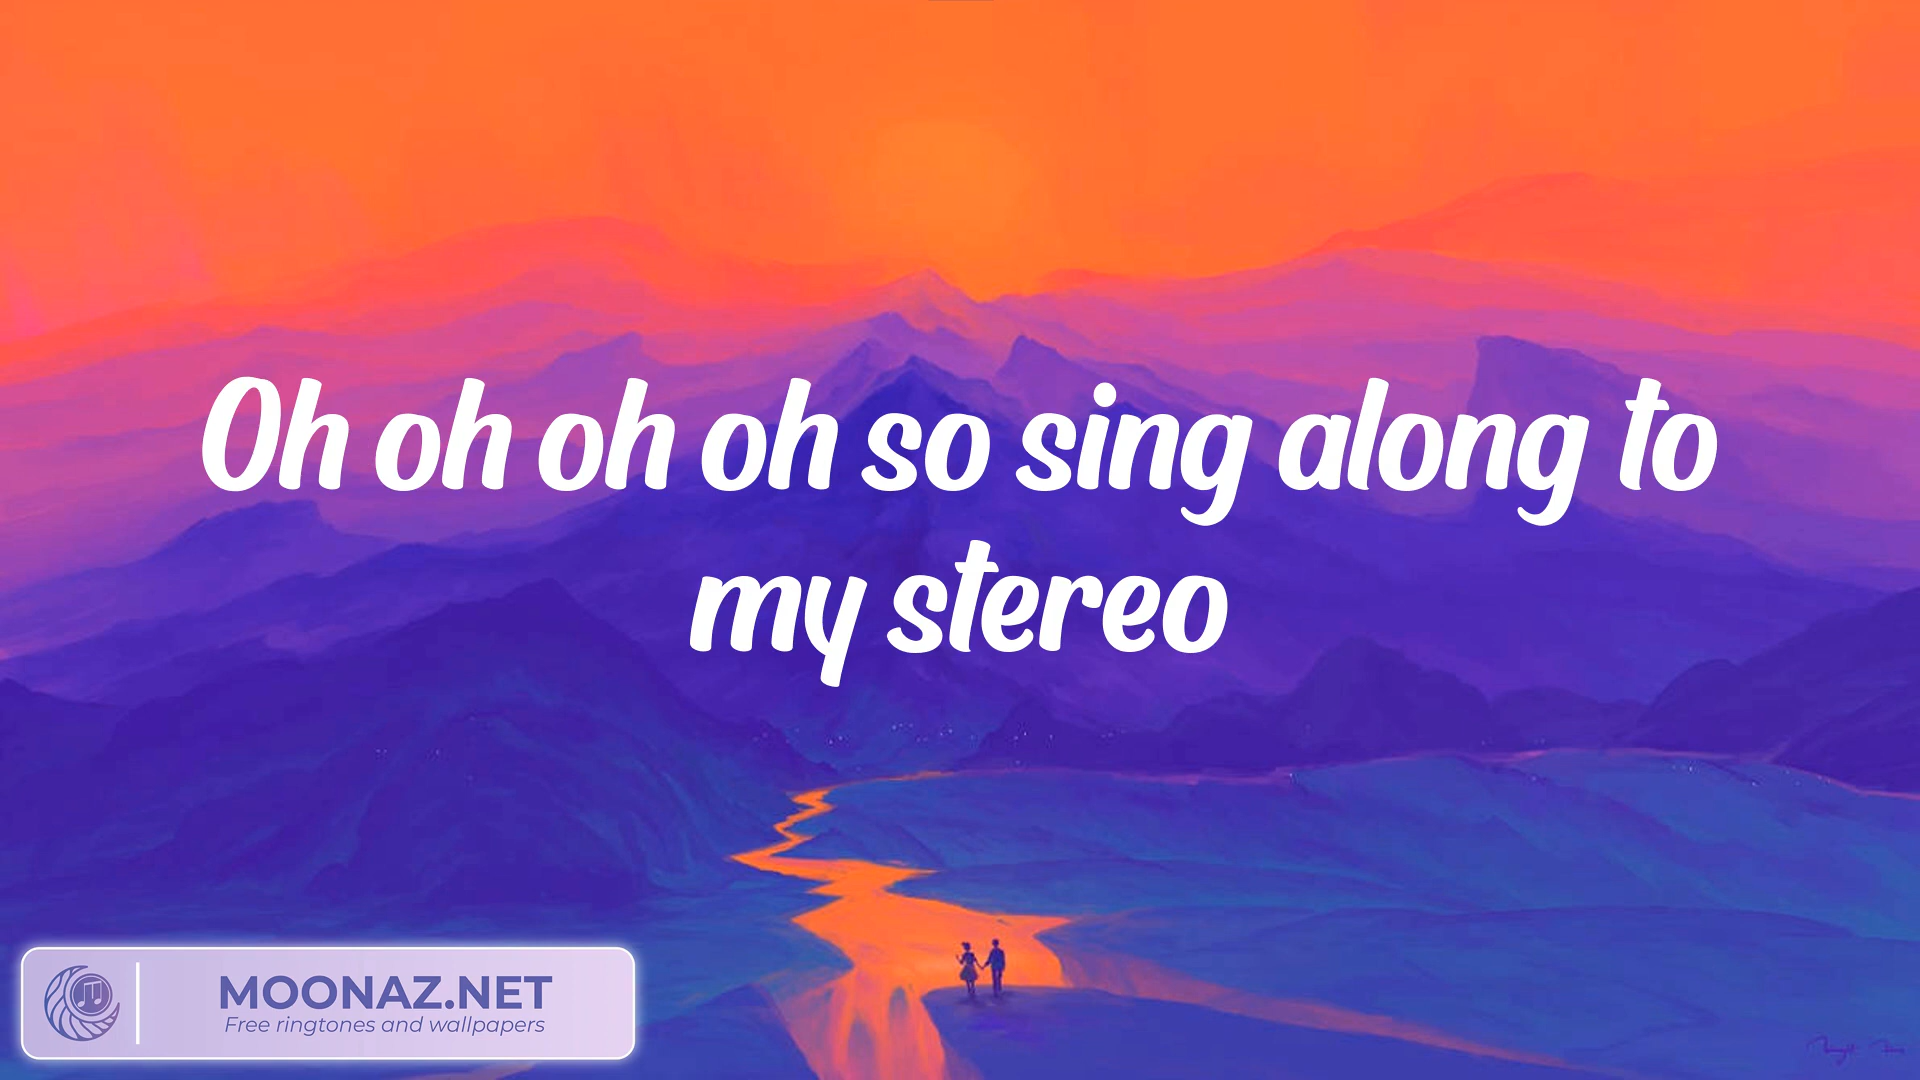 Oh oh oh oh so sing along to
my stereo
MOONAZ.NET
Free ringtones and wallpapers